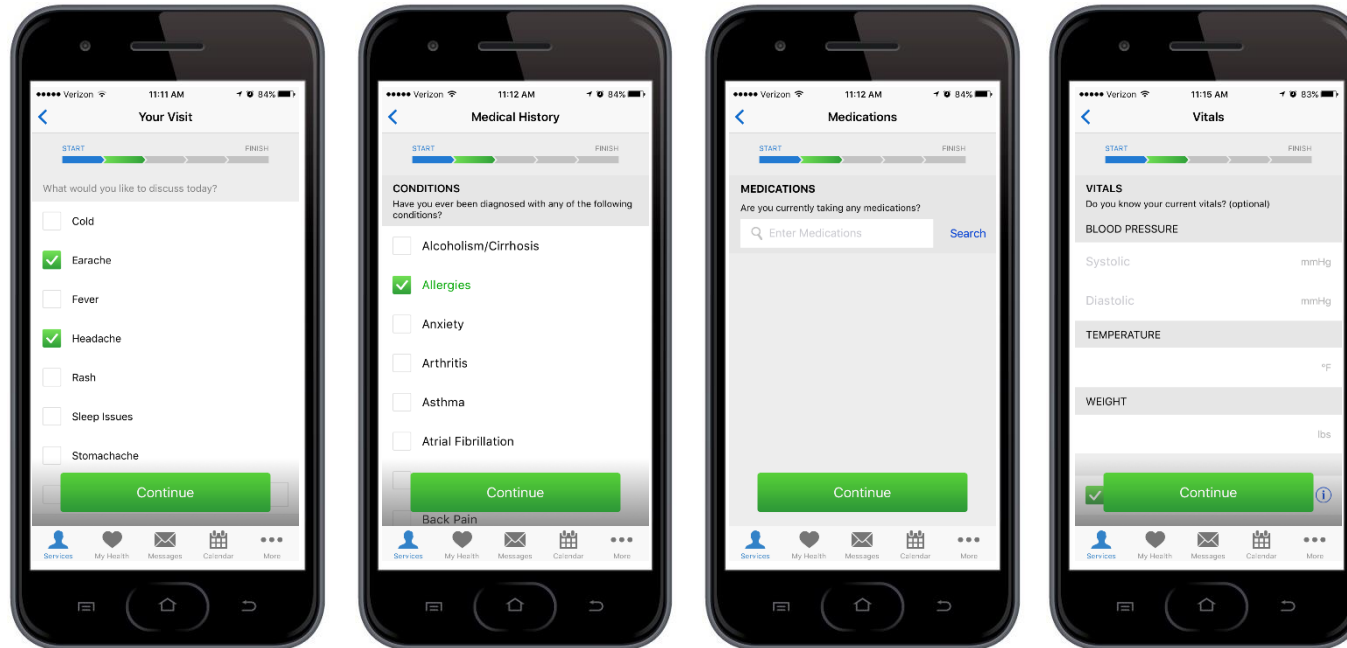 Verizon 11:11 AM 84%
Your Visit
START FINISH
What would you like to discuss today?
Cold
Earache
Fever
Headache
Rash
Sleep Issues
Stomachache
Continue
Services My Health Messages Calendar More
Verizon 11:12 AM 84%
Medical History
START FINISH
CONDITIONS
Have you ever been diagnosed with any of the following
conditions?
Alcoholism/Cirrhosis
Allergies
Anxiety
Arthritis
Asthma
Atrial Fibrillation
Continue
Back Pain
Services My Health Messages Calendar More
Verizon 11:12 AM 84%
Medications
START FINISH
MEDICATIONS
Are you currently taking any medications?
Enter Medications Search
Continue
Services My Health Messages Calendar More
Verizon 11:15 AM 83%
Vitals
START FINISH
VITALS
Do you know your current vitals? (optional)
BLOOD PRESSURE
Systolic mmHg
Diastolic mmHg
TEMPERATURE
°F
WEIGHT
lbs
Continue
Services My Health Messages Calendar More